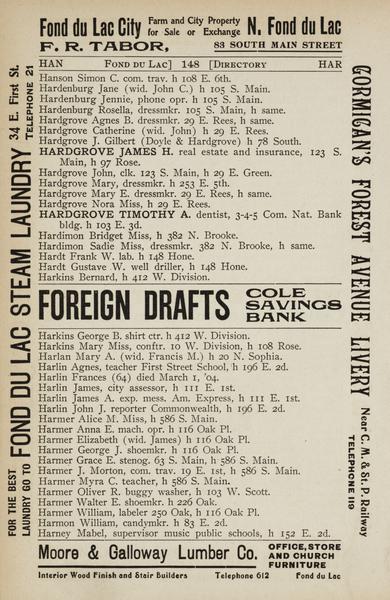 Fond du Lac City Farm and City Property for Sale or Exchange N. Fond du Lac
F. R. TABOR, 83 SOUTH MAIN STREET
HAN FOND DU LAC] 148 [DIRECTORY HAR
Hanson Simon C. com. trav. h 108 E. 6th.
Hardenburg Jane (wid. John C.) h 105 S. Main.
Hardenburg Jennie, phone opr. h 105 S. Main.
Hardenburg Rosella, dressmkr. 105 S. Main, h same.
Hardgrove Agnes B. dressmkr. 29 E. Rees, h same.
Hardgrove Catherine (wid. John) h 29 E. Rees.
Hardgrove J. Gilbert (Doyle & Hardgrove) h 78 South.
HARDGROVE JAMES H. real estate and insurance, 123 S.
Main, h 97 Rose.
Hardgrove John, clk. 123 S. Main, h 29 E. Green.
Hardgrove Mary, dressmkr. h 253 E. 5th.
Hardgrove Mary E. dressmkr. 29 E. Rees, h same.
Hardgrove Nora Miss, h 29 E. Rees.
HARDGROVE TIMOTHY A. dentist, 3-4-5 Com. Nat. Bank
bldg. h 103 E. 3d.
Hardimon Bridget Miss, h 382 N. Brooke.
Hardimon Sadie Miss, dressmkr. 382 N. Brooke, h same.
Hardt Frank W. lab. h 148 Hone.
Hardt Gustave W. well driller, h 148 Hone.
Harkins Bernard, h 412 W. Division.
FOREIGN DRAFTS COLE SAVINGS BANK
Harkins George B. shirt ctr. h 412 W. Division.
Harkins Mary Miss, conftr. 10 W. Division, h 108 Rose.
Harlan Mary A. (wid. Francis M.) h 20 N. Sophia.
Harlin Agnes, teacher First Street School, h 196 E. 2d.
Harlin Frances (64) died March 1, '04.
Harlin James, city assessor, h 111 E. 1st.
Harlin James A. exp. mess. Am. Express, h 111 E. 1st.
Harlin John J. reporter Commonwealth, h 196 E. 2d.
Harmer Alice M. Miss, h 586 S. Main.
Harmer Anna E. mach. opr. h 116 Oak Pl.
Harmer Elizabeth (wid. James) h 116 Oak Pl.
Harmer George J. shoemkr. h 116 Oak Pl.
Harmer Grace E. stenog. 63 S. Main, h 586 S. Main.
Harmer J. Morton, com. trav. 19 E. 1st, h 586 S. Main.
Harmer Myra C. teacher, h 586 S. Main.
Harmer Oliver R. buggy washer, h 103 W. Scott.
Harmer Walter E. shoemkr. h 226 Oak.
Harmer William, labeler 250 Oak, h 116 Oak Pl.
Harmon William, candymkr. h 83 E. 2d.
Harney Mabel, supervisor music public schools, h 152 E. 2d.
Moore & Galloway Lumber Co. OFFICE, STORE AND CHURCH FURNITURE
Interior Wood Finish and Stair Builders Telephone 612 Fond du Lac
FOR THE BEST LAUNDRY GO TO FOND DU LAC STEAM LAUNDRY 34 E. First St. TELEPHONE 21
GORMICAN'S FOREST AVENUE LIVERY Near C. M. & St. P. Railway TELEPHONE 119